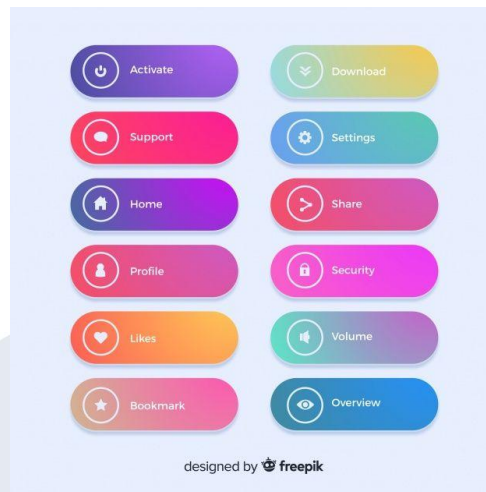 Activate
Download
Support
Settings
Home
Share
Profile
Security
Likes
Volume
Bookmark
Overview
designed by freepik